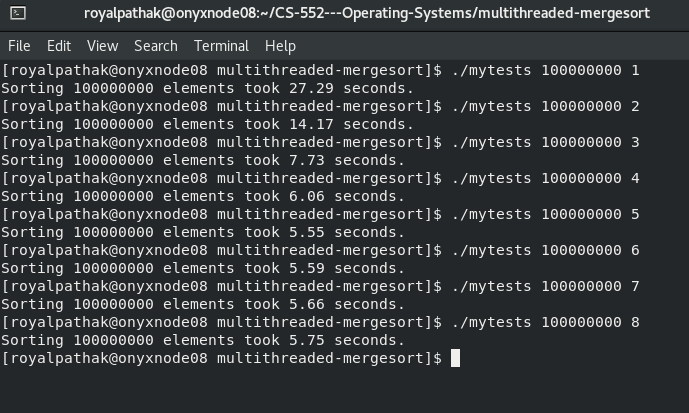 royalpathak@onyxnode08:~/CS-552---Operating-Systems/multithreaded-mergesort
File Edit View Search Terminal Help
[royalpathak@onyxnode08 multithreaded-mergesort]$ ./mytests 100000000 1
Sorting 100000000 elements took 27.29 seconds.
[royalpathak@onyxnode08 multithreaded-mergesort]$ ./mytests 100000000 2
Sorting 100000000 elements took 14.17 seconds.
[royalpathak@onyxnode08 multithreaded-mergesort]$ ./mytests 100000000 3
Sorting 100000000 elements took 7.73 seconds.
[royalpathak@onyxnode08 multithreaded-mergesort]$ ./mytests 100000000 4
Sorting 100000000 elements took 6.06 seconds.
[royalpathak@onyxnode08 multithreaded-mergesort]$ ./mytests 100000000 5
Sorting 100000000 elements took 5.55 seconds.
[royalpathak@onyxnode08 multithreaded-mergesort]$ ./mytests 100000000 6
Sorting 100000000 elements took 5.59 seconds.
[royalpathak@onyxnode08 multithreaded-mergesort]$ ./mytests 100000000 7
Sorting 100000000 elements took 5.66 seconds.
[royalpathak@onyxnode08 multithreaded-mergesort]$ ./mytests 100000000 8
Sorting 100000000 elements took 5.75 seconds.
[royalpathak@onyxnode08 multithreaded-mergesort]$